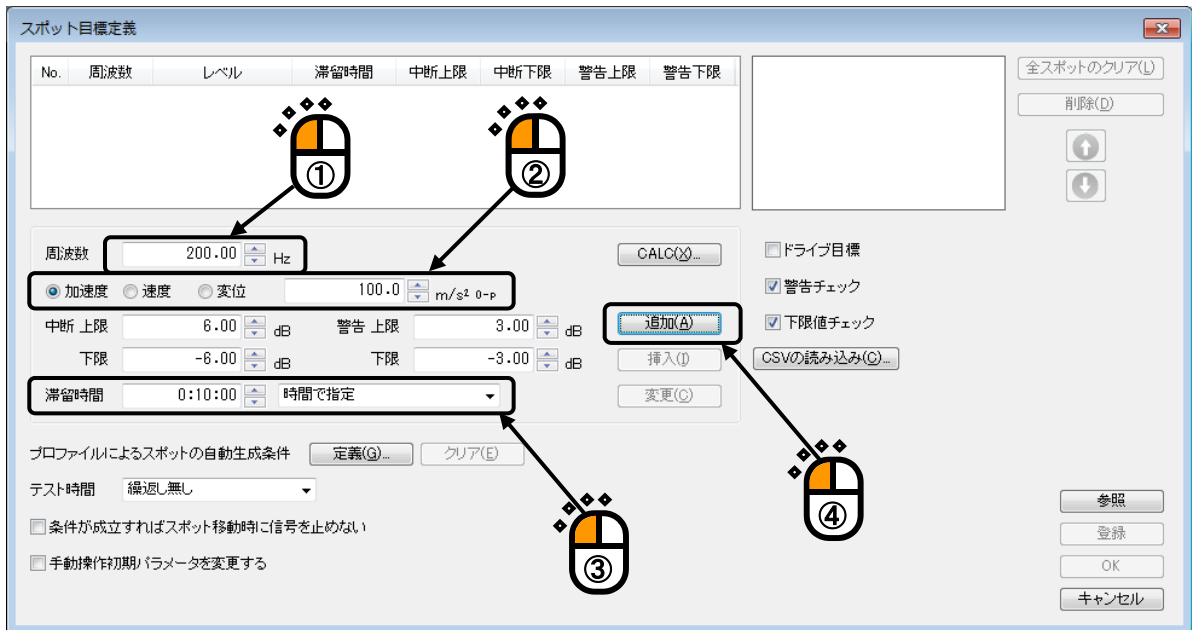 スポット目標定義
No. 周波数 レベル 滞留時間 中断上限 中断下限 警告上限 警告下限
全スポットのクリア(L)
削除(D)
① ②
周波数 200.00 Hz CALC(X)... ドライブ目標
加速度 速度 変位 100.0 m/s² 0-P 警告チェック
中断 上限 6.00 dB 警告 上限 3.00 dB 追加(A) 下限値チェック
下限 -6.00 dB 下限 -3.00 dB 挿入(I) CSVの読み込み(C)...
滞留時間 0:10:00 時間で指定 変更(C)
プロファイルによるスポットの自動生成条件 定義(G)... クリア(E)
テスト時間 繰返し無し
③ ④
条件が成立すればスポット移動時に信号を止めない
手動操作初期パラメータを変更する
参照
登録
OK
キャンセル